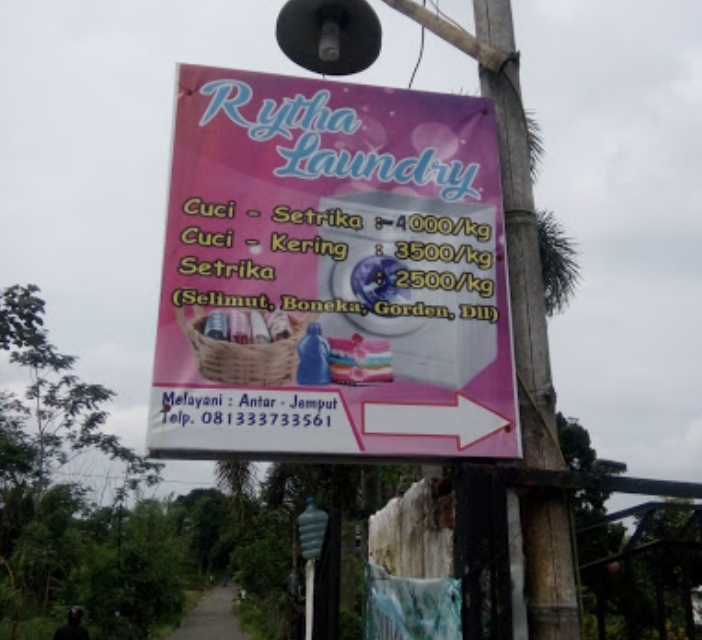 Rytha
Laundry
Cuci - Setrika : 4000/kg
Cuci - Kering : 3500/kg
Setrika : 2500/kg
(Selimut, Boneka, Gorden, Dll)
Melayani : Antar - Jemput
Telp. 081333733561